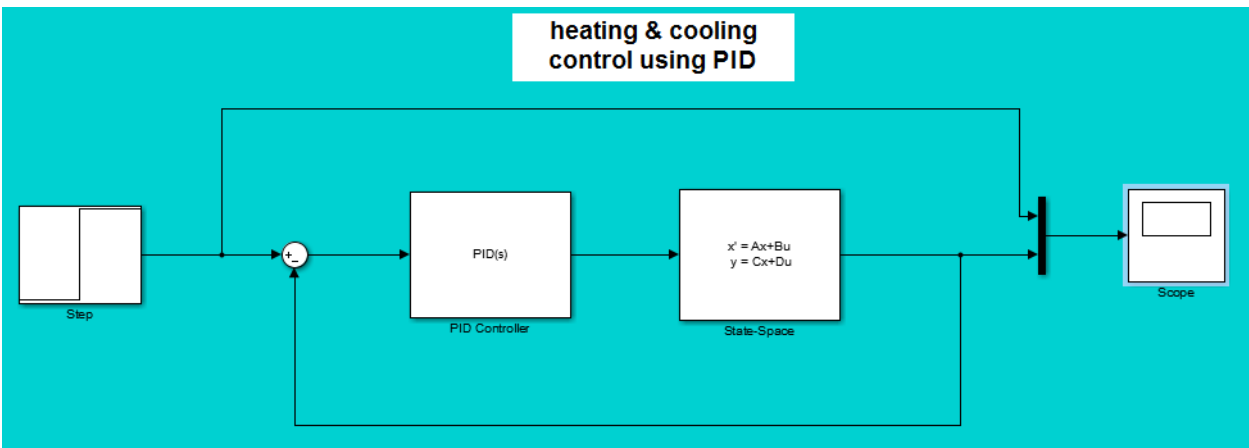 heating & cooling
control using PID
Step
+
_
PID(s)
PID Controller
x' = Ax+Bu
y = Cx+Du
State-Space
Scope